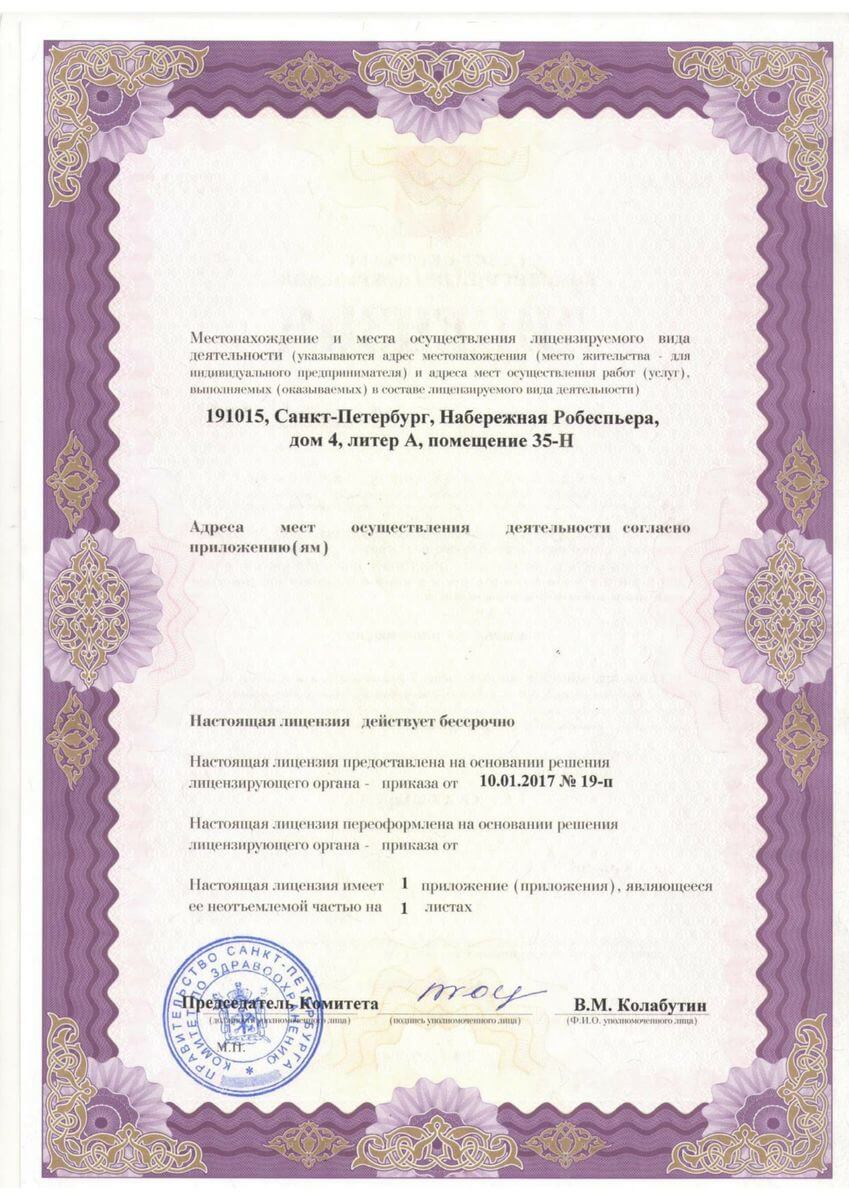 Местонахождение и места осуществления лицензируемого вида
деятельности (указываются адрес местонахождения (место жительства - для
индивидуального предпринимателя) и адреса мест осуществления работ (услуг),
выполняемых (оказываемых) в составе лицензируемого вида деятельности)
191015, Санкт-Петербург, Набережная Робеспьера,
дом 4, литер А, помещение 35-Н
Адреса мест осуществления деятельности согласно
приложению(ям)
Настоящая лицензия действует бессрочно
Настоящая лицензия предоставлена на основании решения
лицензирующего органа - приказа от 10.01.2017 № 19-п
Настоящая лицензия переоформлена на основании решения
лицензирующего органа - приказа от
Настоящая лицензия имеет 1 приложение (приложения), являющееся
ее неотъемлемой частью на 1 листах
Председатель Комитета
В.М. Колабутин
(должность уполномоченного лица)
(подпись уполномоченного лица)
(Ф.И.О. уполномоченного лица)
М.П.
ПРАВИТЕЛЬСТВО САНКТ-ПЕТЕРБУРГА
КОМИТЕТ ПО ЗДРАВООХРАНЕНИЮ